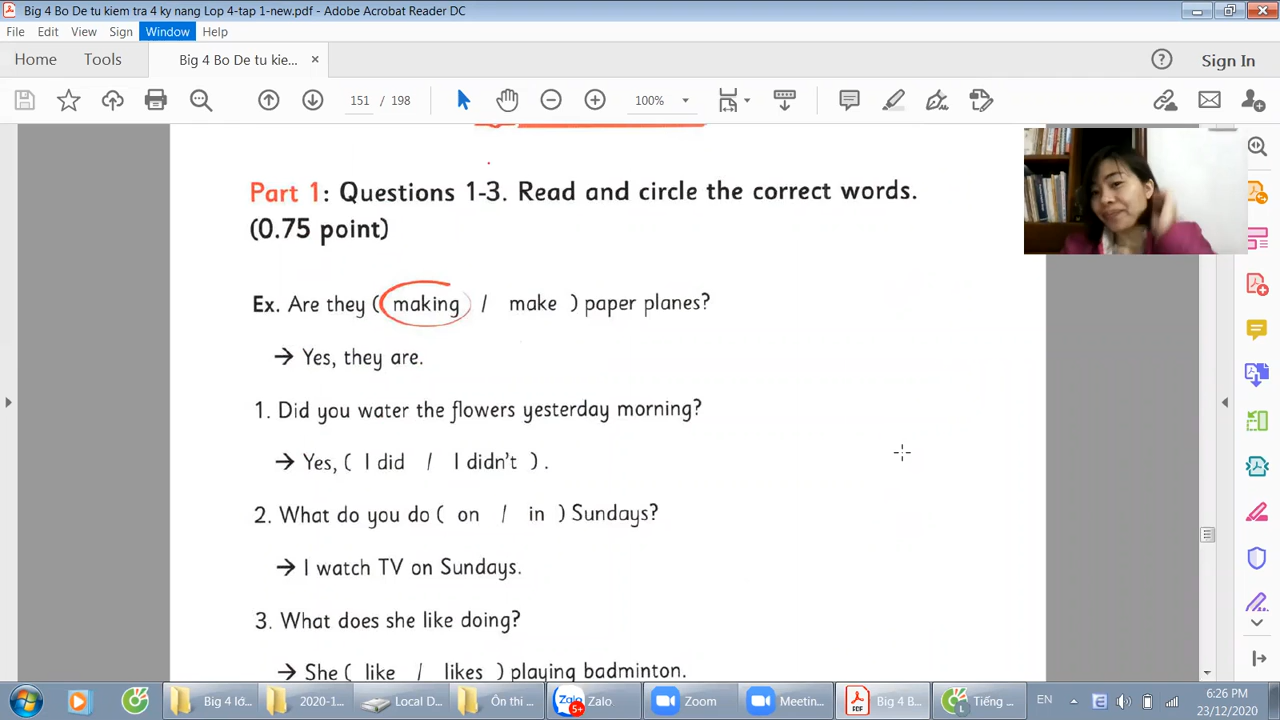 Big 4 Bo De tu kiem tra 4 ky nang Lop 4-tap 1-new.pdf - Adobe Acrobat Reader DC
File Edit View Sign Window Help
Home Tools Big 4 Bo De tu kie... × Sign In
151 / 198 100%
Part 1: Questions 1-3. Read and circle the correct words.
(0.75 point)
Ex. Are they ( making / make ) paper planes?
→ Yes, they are.
1. Did you water the flowers yesterday morning?
→ Yes, ( I did / I didn't ) .
2. What do you do ( on / in ) Sundays?
→ I watch TV on Sundays.
3. What does she like doing?
→ She ( like / likes ) playing badminton.
Big 4 lớ... 2020-1... Local D... Ôn thi ... Zalo 5+ Zalo Zoom Meetin... PDF Big 4 B... L Tiếng ... EN 6:26 PM
23/12/2020